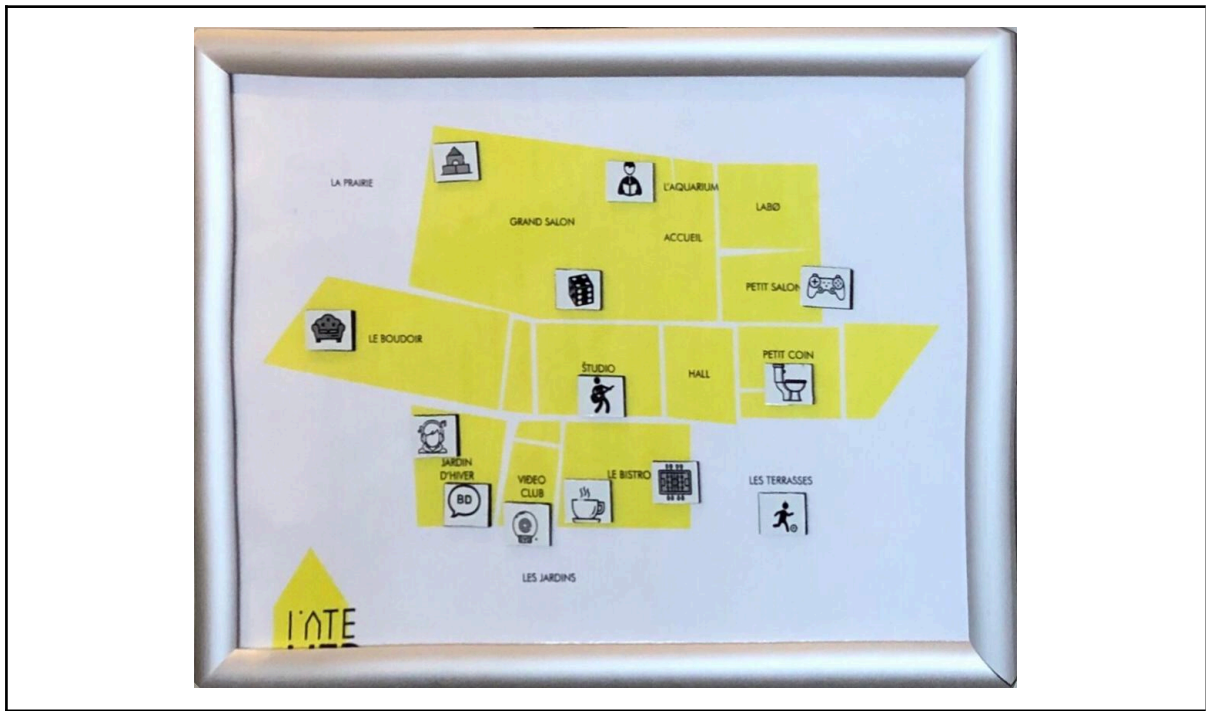 LA PRAIRIE
L'AQUARIUM
LABØ
GRAND SALON
ACCUEIL
PETIT SALON
LE BOUDOIR
STUDIO
HALL
PETIT COIN
JARDIN
D'HIVER
BD
VIDEO
CLUB
LE BISTRO
LES TERRASSES
LES JARDINS
L'ATE